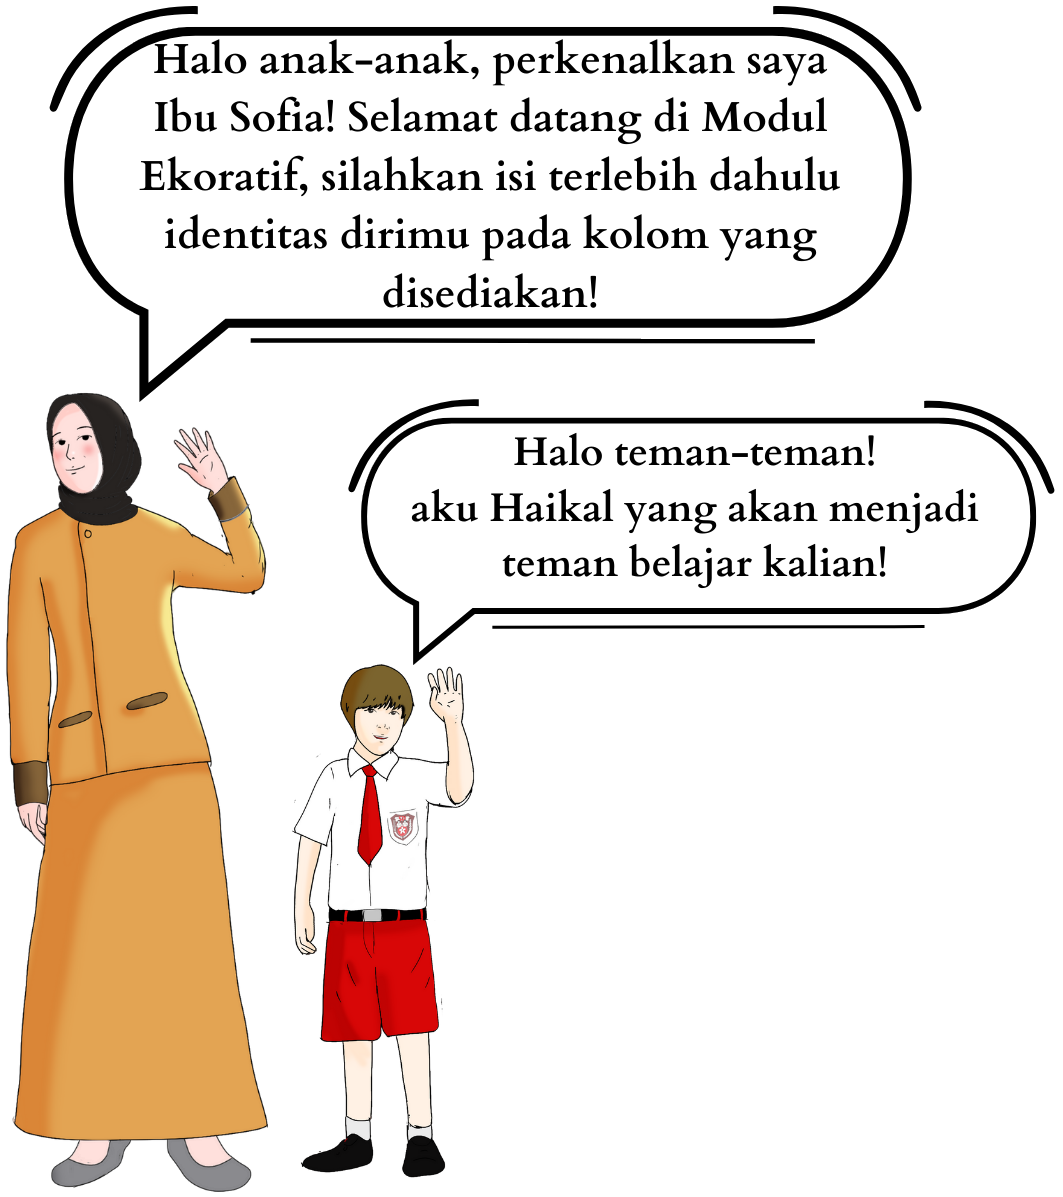 Halo anak-anak, perkenalkan saya
Ibu Sofia! Selamat datang di Modul
Ekoratif, silahkan isi terlebih dahulu
identitas dirimu pada kolom yang
disediakan!
Halo teman-teman!
aku Haikal yang akan menjadi
teman belajar kalian!